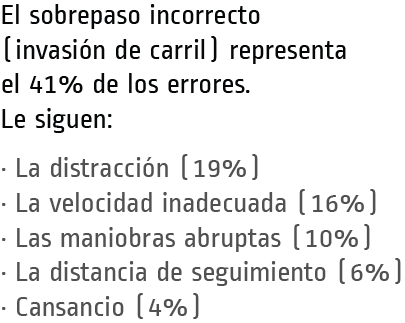 El sobrepaso incorrecto
(invasión de carril) representa
el 41% de los errores.
Le siguen:
· La distracción (19%)
· La velocidad inadecuada (16%)
· Las maniobras abruptas (10%)
· La distancia de seguimiento (6%)
· Cansancio (4%)